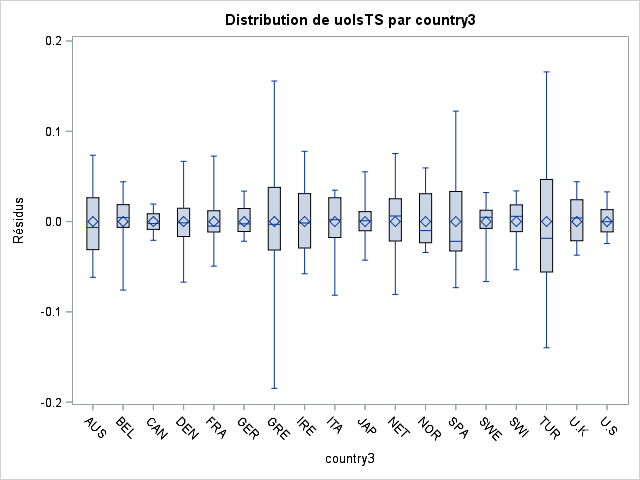 Distribution de uolsTS par country3
Résidus
0.2
0.1
0.0
-0.1
-0.2
AUS BEL CAN DEN FRA GER GRE IRE ITA JAP NET NOR SPA SWE SWI TUR U.K U.S
country3